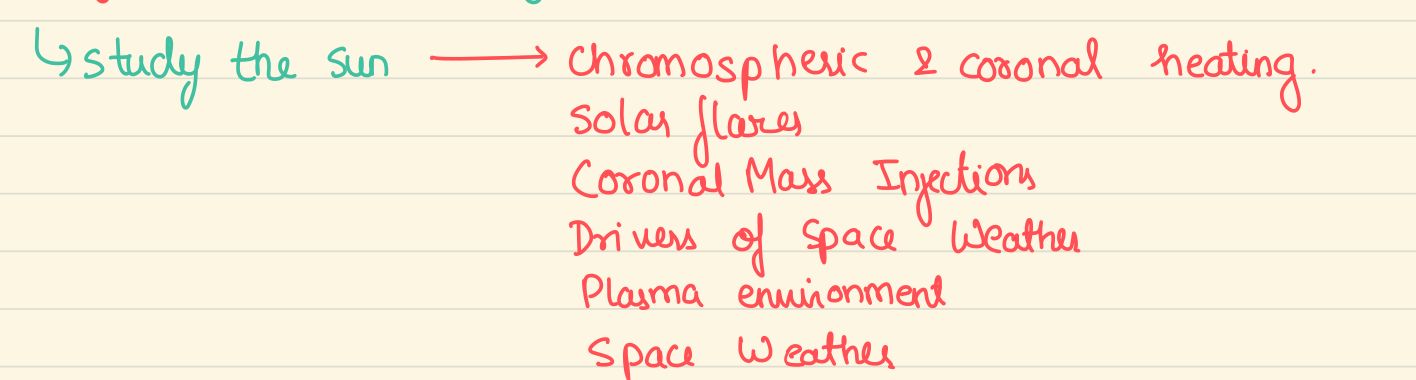 ↳ study the sun → Chromospheric & coronal heating.
Solar flares
Coronal Mass Injections
Drivers of Space Weather
Plasma environment
Space Weather